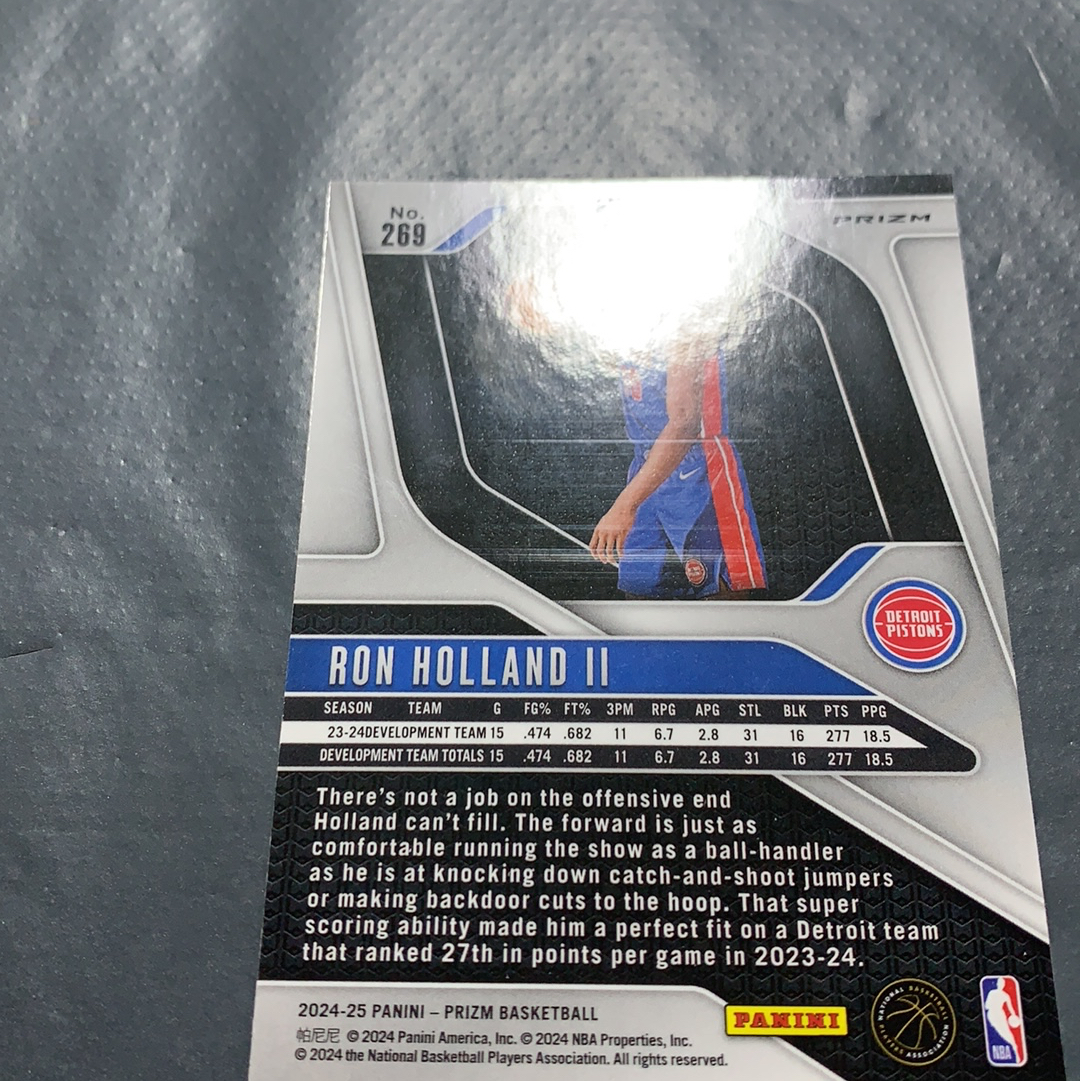 No.
269
PRIZM
DETROIT
PISTONS
RON HOLLAND II
SEASON TEAM G FG% FT% 3PM RPG APG STL BLK PTS PPG
23-24 DEVELOPMENT TEAM 15 .474 .682 11 6.7 2.8 31 16 277 18.5
DEVELOPMENT TEAM TOTALS 15 .474 .682 11 6.7 2.8 31 16 277 18.5
There's not a job on the offensive end
Holland can't fill. The forward is just as
comfortable running the show as a ball-handler
as he is at knocking down catch-and-shoot jumpers
or making backdoor cuts to the hoop. That super
scoring ability made him a perfect fit on a Detroit team
that ranked 27th in points per game in 2023-24.
2024-25 PANINI – PRIZM BASKETBALL
帕尼尼 © 2024 Panini America, Inc. © 2024 NBA Properties, Inc.
© 2024 the National Basketball Players Association. All rights reserved.
PANINI
NATIONAL BASKETBALL
PLAYERS ASSOCIATION
NBA